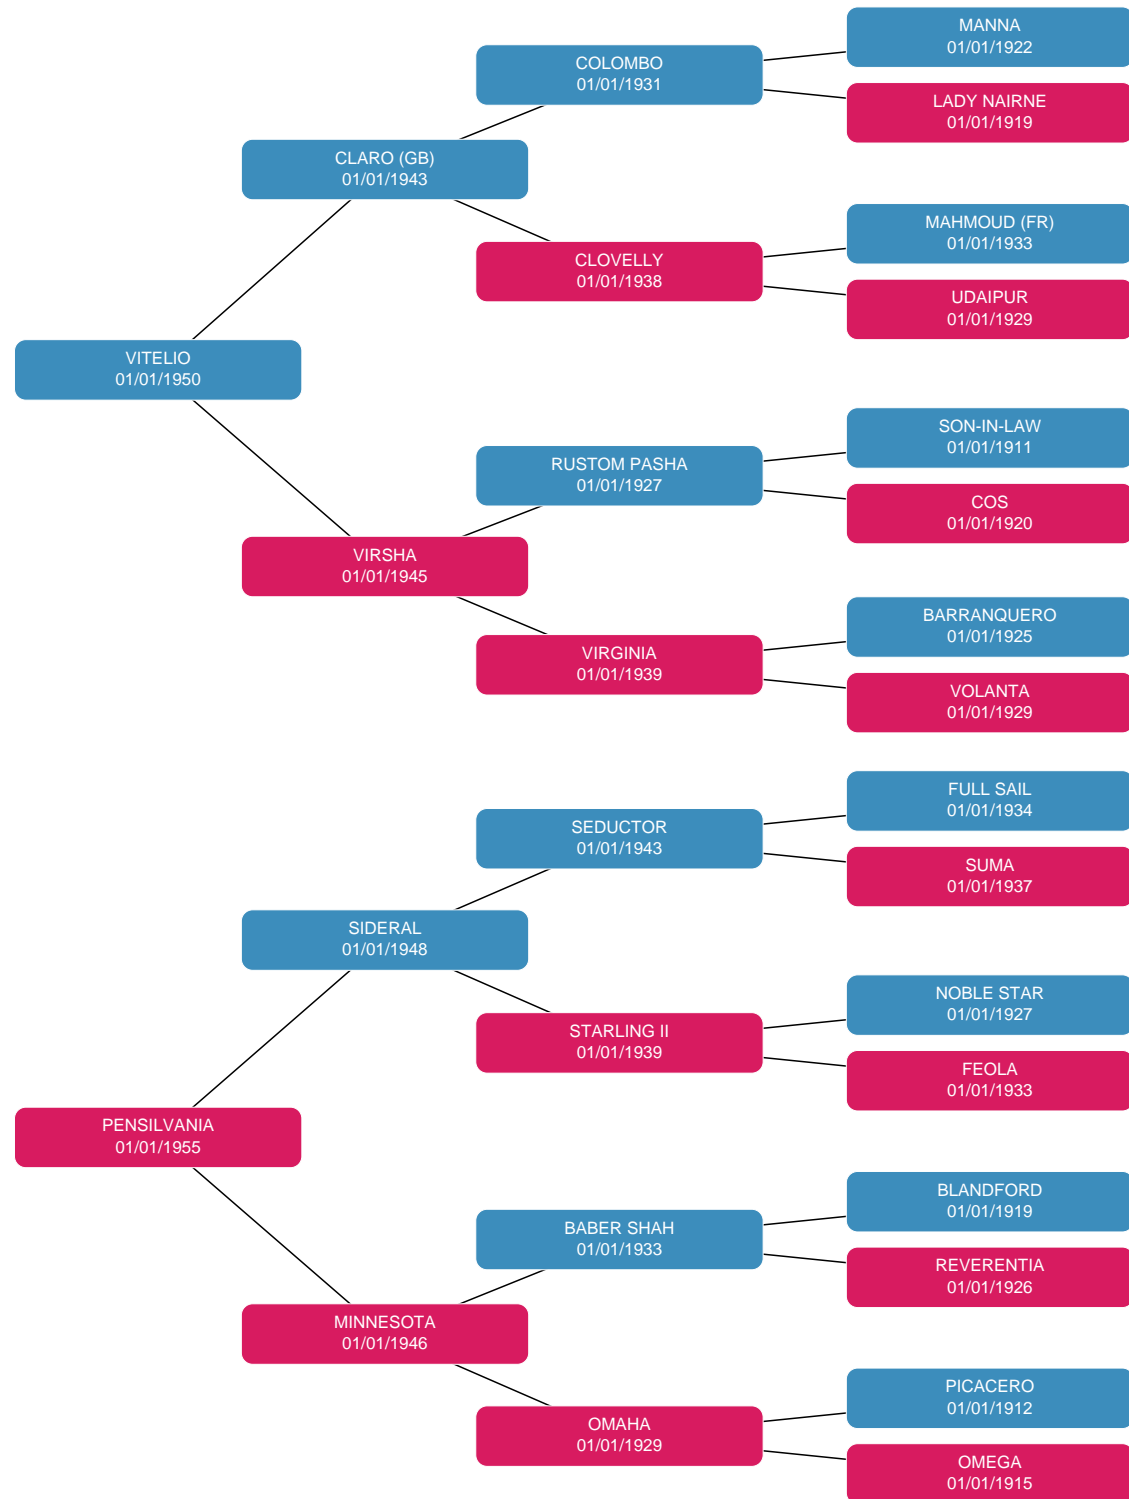 MANNA
01/01/1922
COLOMBO
01/01/1931
LADY NAIRNE
01/01/1919
CLARO (GB)
01/01/1943
MAHMOUD (FR)
01/01/1933
CLOVELLY
01/01/1938
UDAIPUR
01/01/1929
VITELIO
01/01/1950
SON-IN-LAW
01/01/1911
RUSTOM PASHA
01/01/1927
COS
01/01/1920
VIRSHA
01/01/1945
BARRANQUERO
01/01/1925
VIRGINIA
01/01/1939
VOLANTA
01/01/1929
FULL SAIL
01/01/1934
SEDUCTOR
01/01/1943
SUMA
01/01/1937
SIDERAL
01/01/1948
NOBLE STAR
01/01/1927
STARLING II
01/01/1939
FEOLA
01/01/1933
PENSILVANIA
01/01/1955
BLANDFORD
01/01/1919
BABER SHAH
01/01/1933
REVERENTIA
01/01/1926
MINNESOTA
01/01/1946
PICACERO
01/01/1912
OMAHA
01/01/1929
OMEGA
01/01/1915